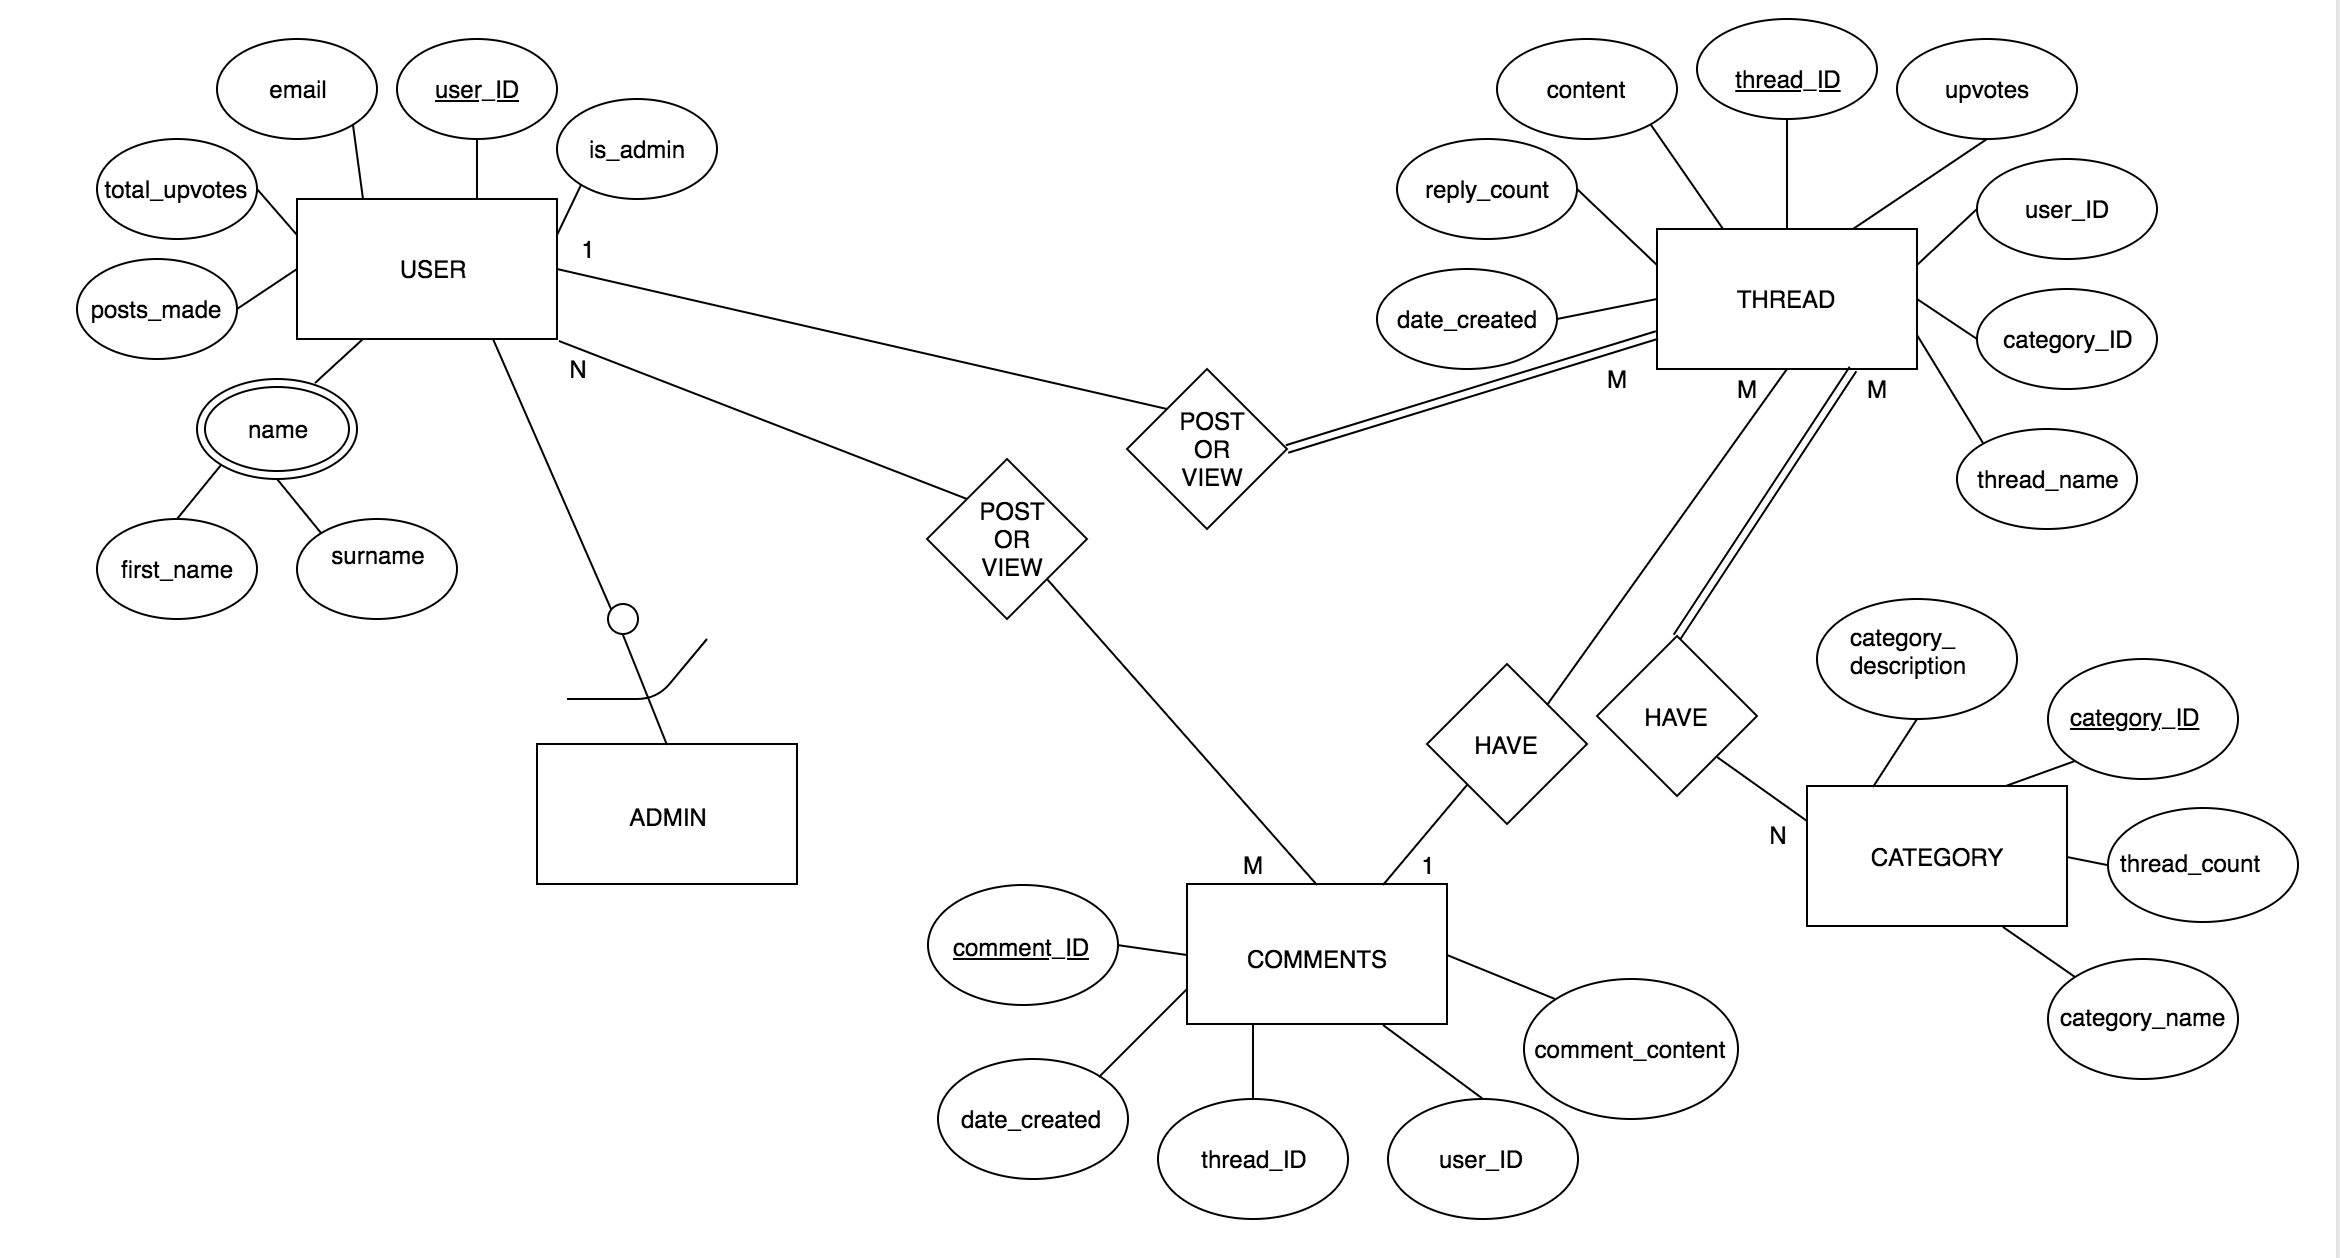 email
user_ID
is_admin
total_upvotes
posts_made
USER
1
N
name
first_name
surname
ADMIN
POST
OR
VIEW
POST
OR
VIEW
content
thread_ID
upvotes
reply_count
user_ID
date_created
THREAD
category_ID
thread_name
M
M
M
HAVE
HAVE
category_
description
category_ID
thread_count
CATEGORY
category_name
N
M
1
COMMENTS
comment_ID
date_created
thread_ID
user_ID
comment_content